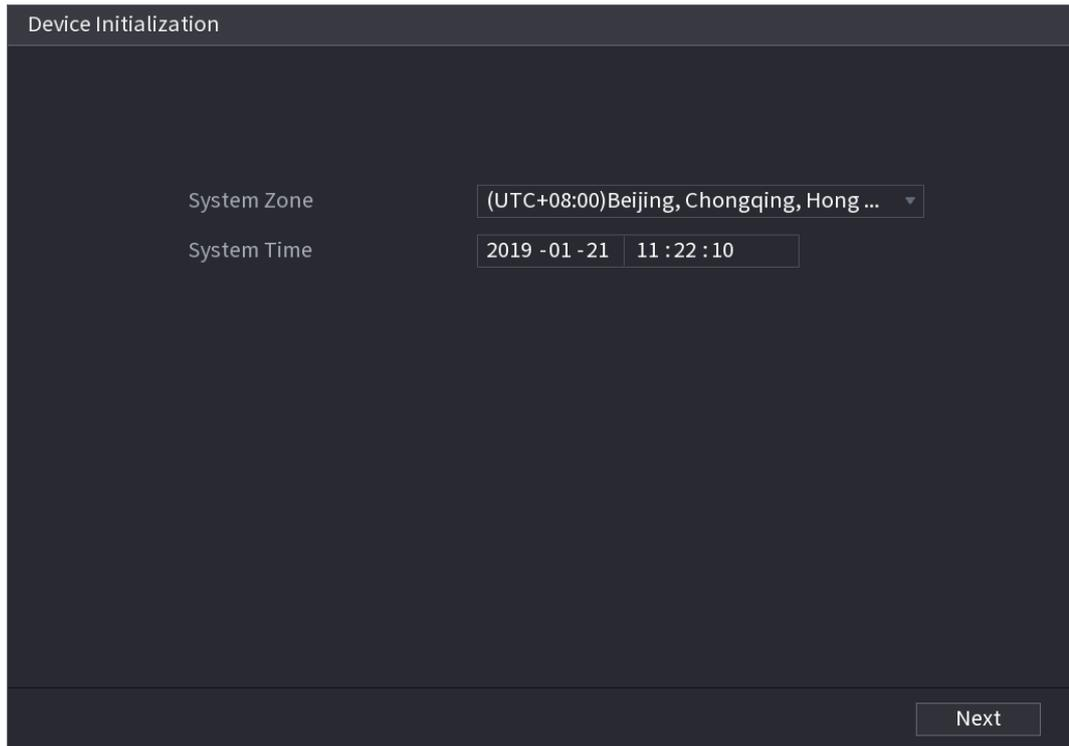 Device Initialization
System Zone (UTC+08:00)Beijing, Chongqing, Hong ...
System Time 2019 -01 -21 11 :22 :10
Next